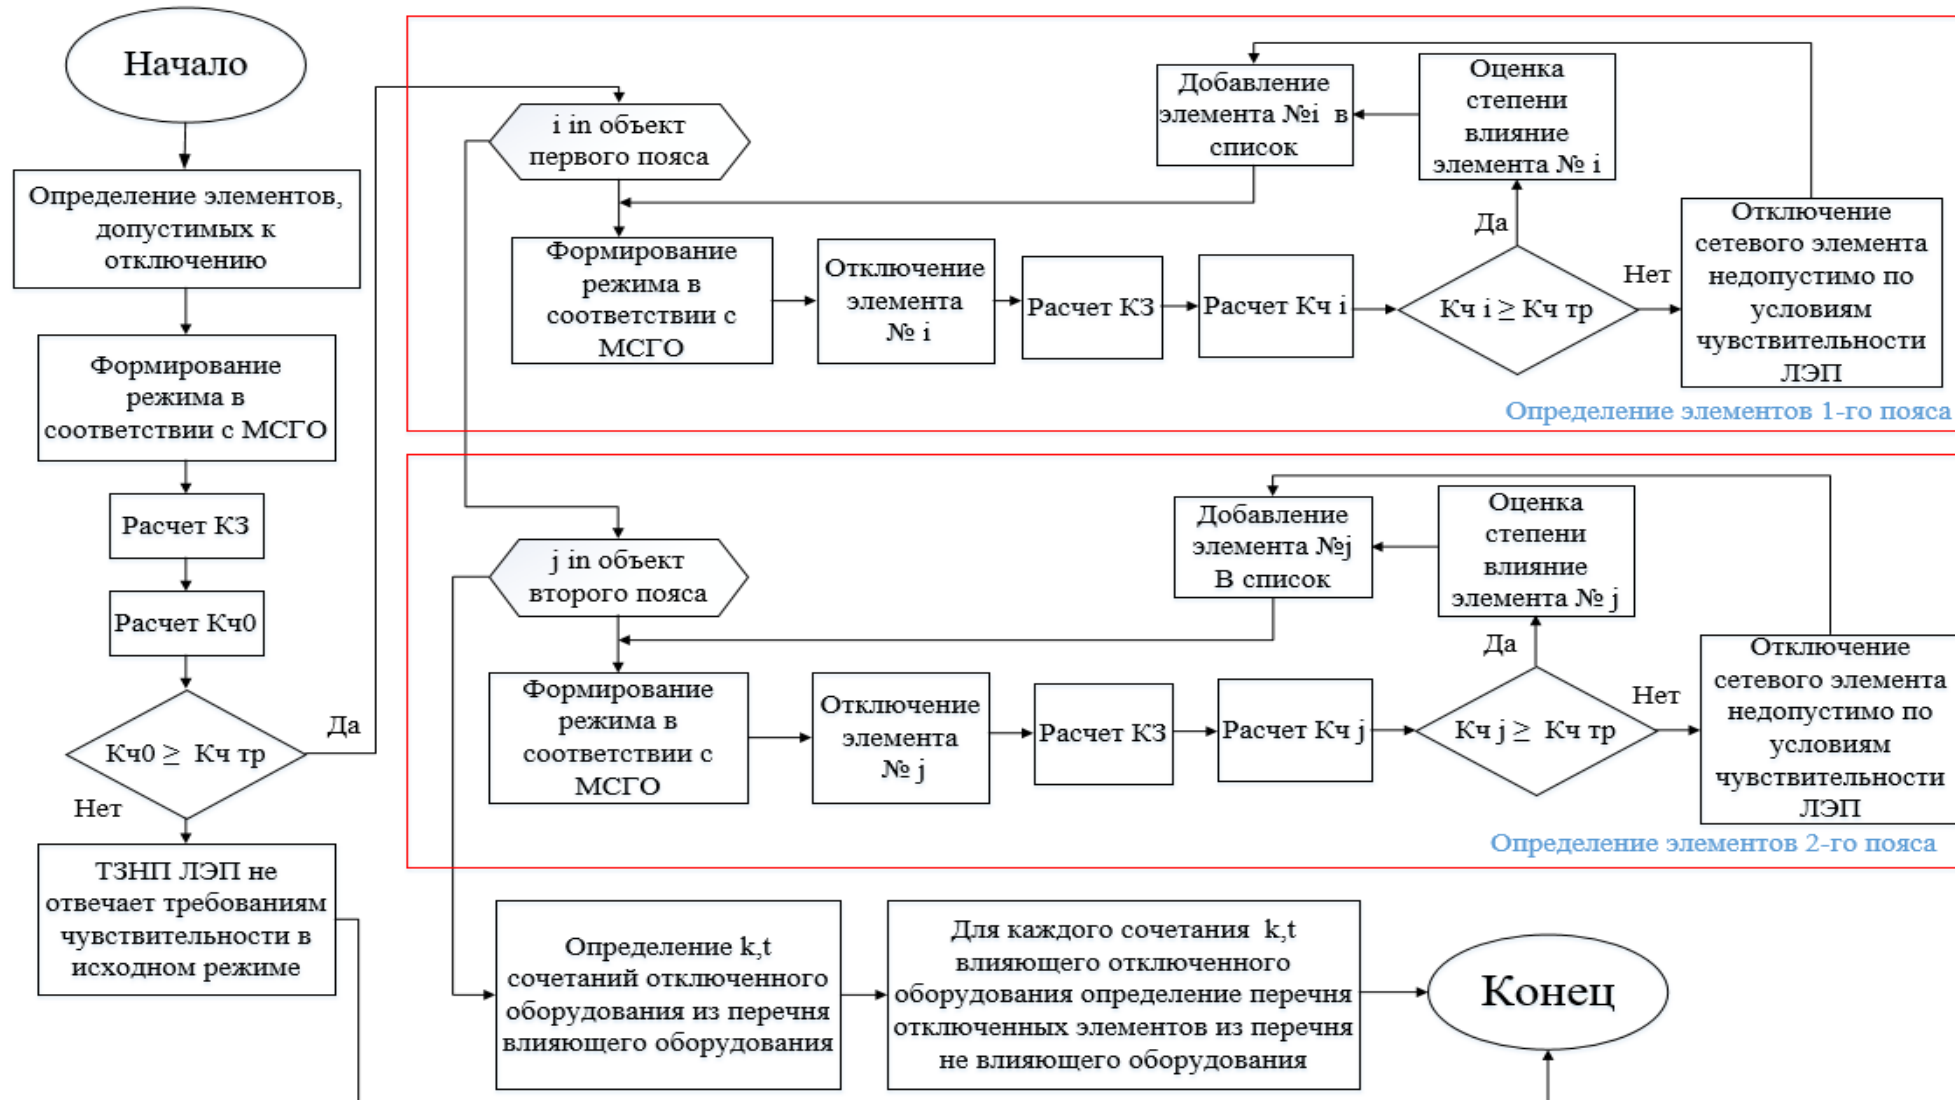 Начало
Определение элементов,
допустимых к
отключению
Формирование
режима в
соответствии с МСГО
Расчет КЗ
Расчет Кч0
Кч0 ≥ Кч тр
Да
Нет
ТЗНП ЛЭП не
отвечает требованиям
чувствительности в
исходном режиме
i in объект
первого пояса
Формирование
режима в
соответствии с
МСГО
Отключение
элемента
№ i
Расчет КЗ
Расчет Кч i
Кч i ≥ Кч тр
Да
Нет
Оценка
степени
влияние
элемента № i
Добавление
элемента №i в
список
Отключение
сетевого элемента
недопустимо по
условиям
чувствительности
ЛЭП
Определение элементов 1-го пояса
j in объект
второго пояса
Формирование
режима в
соответствии с
МСГО
Отключение
элемента
№ j
Расчет КЗ
Расчет Кч j
Кч j ≥ Кч тр
Да
Нет
Оценка
степени
влияние
элемента № j
Добавление
элемента №j
В список
Отключение
сетевого элемента
недопустимо по
условиям
чувствительности
ЛЭП
Определение элементов 2-го пояса
Определение k,t
сочетаний отключенного
оборудования из перечня
влияющего оборудования
Для каждого сочетания k,t
влияющего отключенного
оборудования определение перечня
отключенных элементов из перечня
не влияющего оборудования
Конец